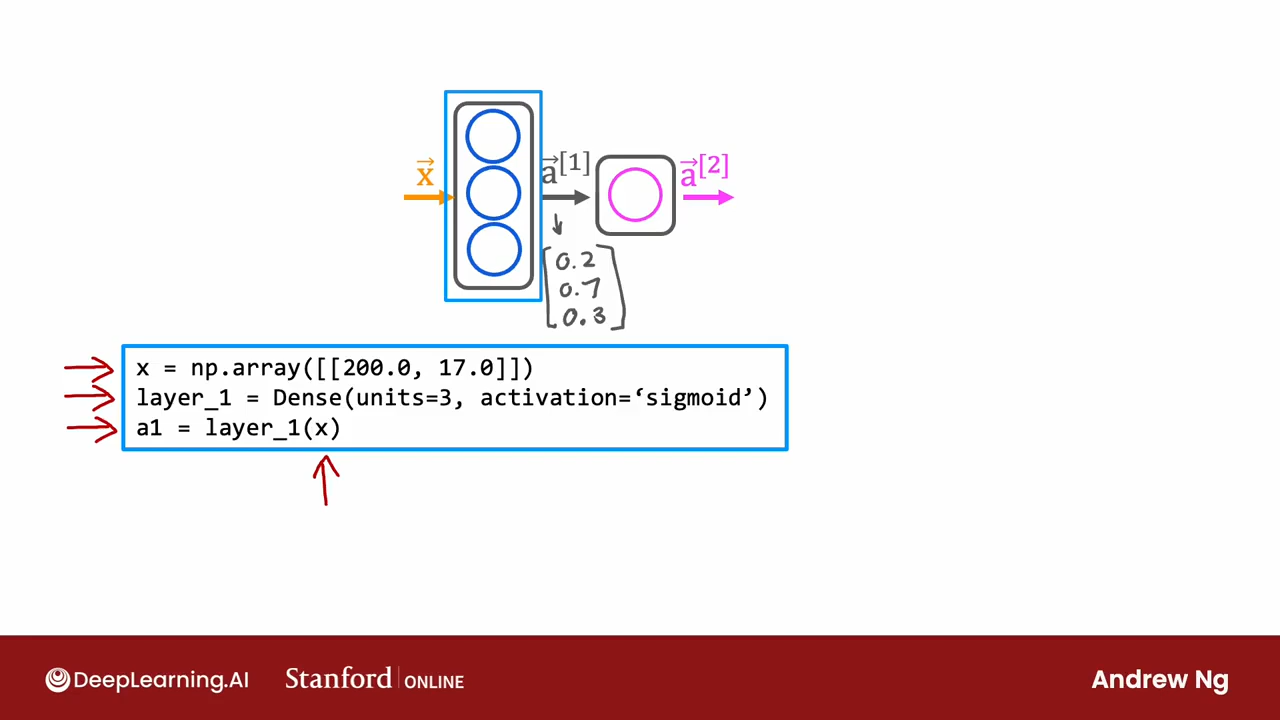 x⃗
a⃗[1]
a⃗[2]
0.2
0.7
0.3
x = np.array([[200.0, 17.0]])
layer_1 = Dense(units=3, activation=‘sigmoid’)
a1 = layer_1(x)
DeepLearning.AI
Stanford ONLINE
Andrew Ng